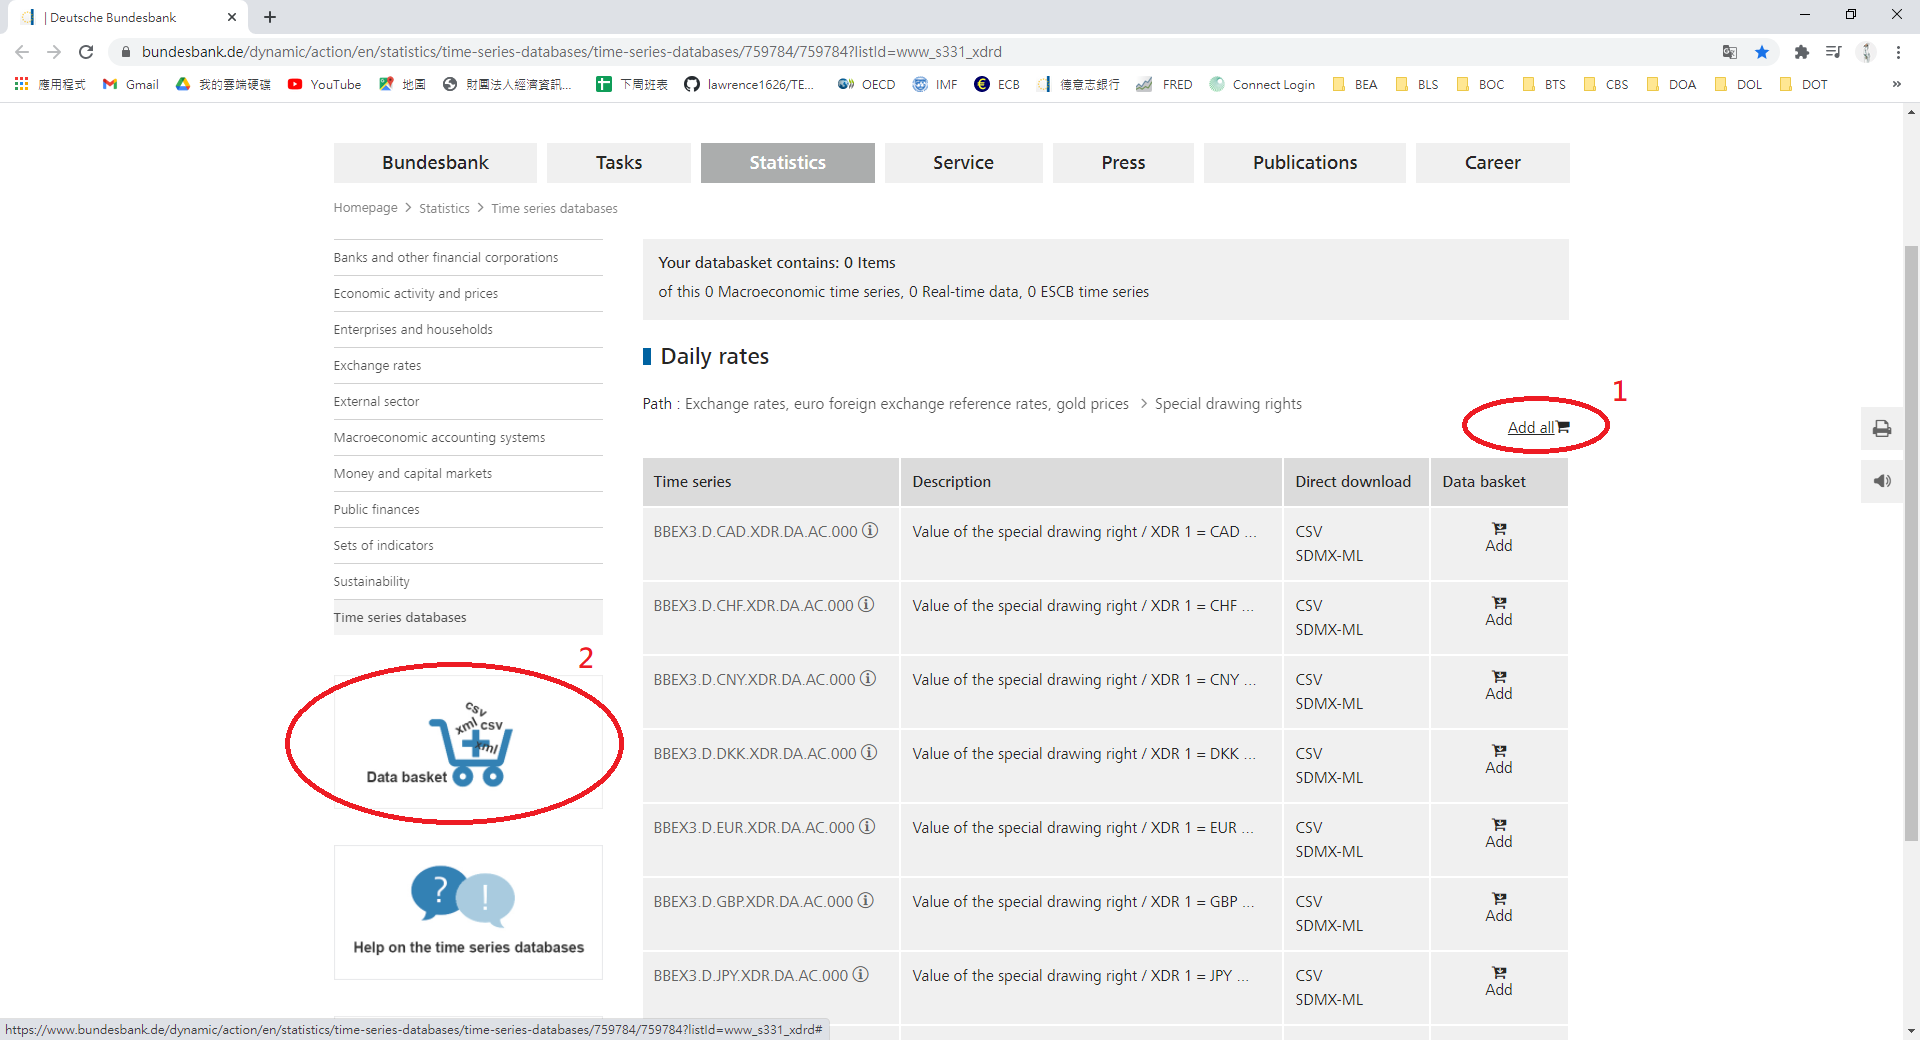 | Deutsche Bundesbank
bundesbank.de/dynamic/action/en/statistics/time-series-databases/time-series-databases/759784/759784?listId=www_s331_xdrd
應用程式 Gmail 我的雲端硬碟 YouTube 地圖 財團法人經濟資訊... 下周班表 lawrence1626/TE... OECD IMF ECB 德意志銀行 FRED Connect Login BEA BLS BOC BTS CBS DOA DOL DOT »
Bundesbank Tasks Statistics Service Press Publications Career
Homepage > Statistics > Time series databases
Banks and other financial corporations
Economic activity and prices
Enterprises and households
Exchange rates
External sector
Macroeconomic accounting systems
Money and capital markets
Public finances
Sets of indicators
Sustainability
Time series databases
2
csv
xml csv
xml
Data basket
? !
Help on the time series databases
Your databasket contains: 0 Items
of this 0 Macroeconomic time series, 0 Real-time data, 0 ESCB time series
Daily rates
Path : Exchange rates, euro foreign exchange reference rates, gold prices > Special drawing rights
1
Add all
Time series Description Direct download Data basket
BBEX3.D.CAD.XDR.DA.AC.000 Value of the special drawing right / XDR 1 = CAD ... CSV
SDMX-ML Add
BBEX3.D.CHF.XDR.DA.AC.000 Value of the special drawing right / XDR 1 = CHF ... CSV
SDMX-ML Add
BBEX3.D.CNY.XDR.DA.AC.000 Value of the special drawing right / XDR 1 = CNY ... CSV
SDMX-ML Add
BBEX3.D.DKK.XDR.DA.AC.000 Value of the special drawing right / XDR 1 = DKK ... CSV
SDMX-ML Add
BBEX3.D.EUR.XDR.DA.AC.000 Value of the special drawing right / XDR 1 = EUR ... CSV
SDMX-ML Add
BBEX3.D.GBP.XDR.DA.AC.000 Value of the special drawing right / XDR 1 = GBP ... CSV
SDMX-ML Add
BBEX3.D.JPY.XDR.DA.AC.000 Value of the special drawing right / XDR 1 = JPY ... CSV
SDMX-ML Add
https://www.bundesbank.de/dynamic/action/en/statistics/time-series-databases/time-series-databases/759784/759784?listId=www_s331_xdrd#